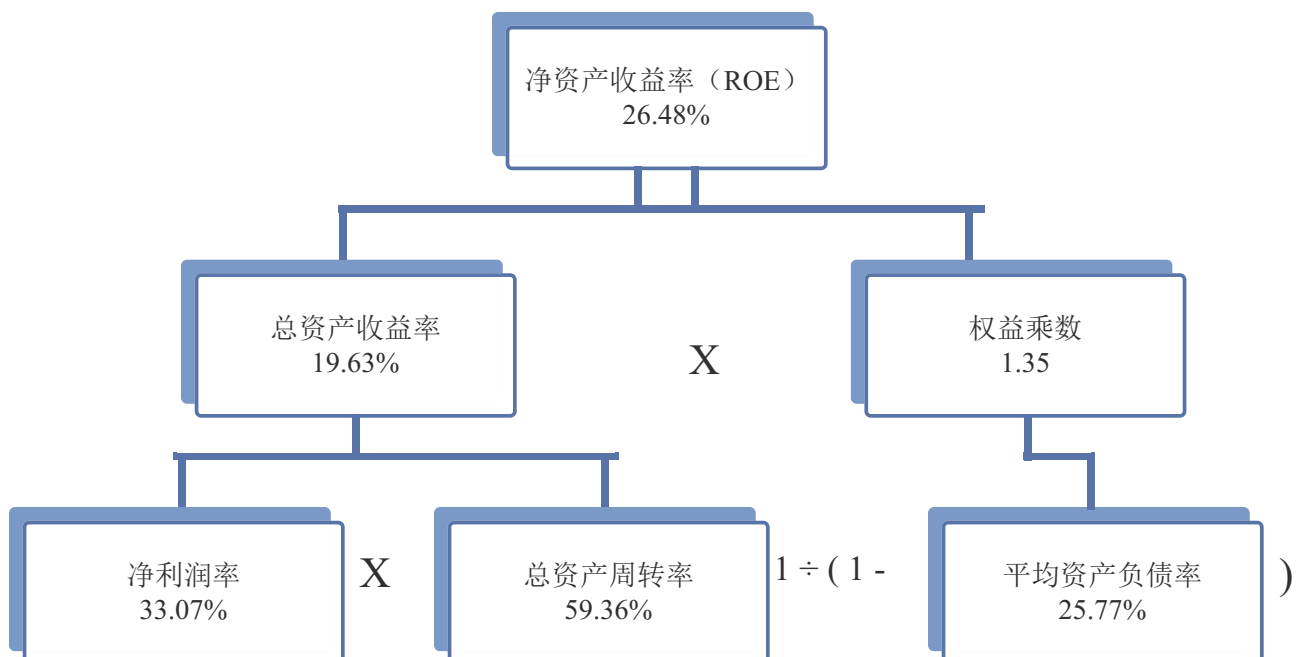 净资产收益率（ROE）
26.48%
总资产收益率
19.63%
X
权益乘数
1.35
净利润率
33.07%
X
总资产周转率
59.36%
1 ÷ ( 1 -
平均资产负债率
25.77%
)